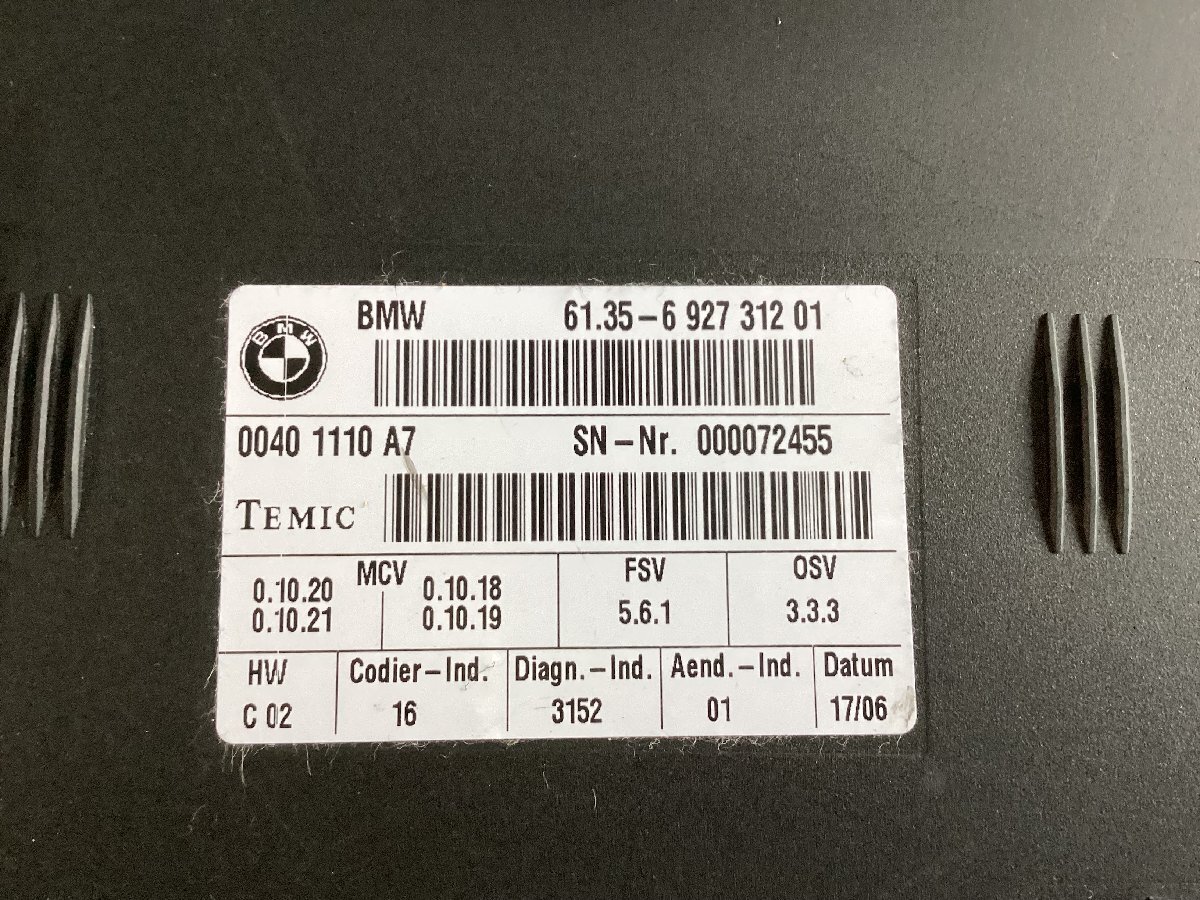 BMW 61.35-6 927 312 01
BMW
0040 1110 A7 SN-Nr. 000072455
TEMIC
MCV FSV OSV
0.10.20 0.10.18 5.6.1 3.3.3
0.10.21 0.10.19
HW Codier-Ind. Diagn.-Ind. Aend.-Ind. Datum
C 02 16 3152 01 17/06